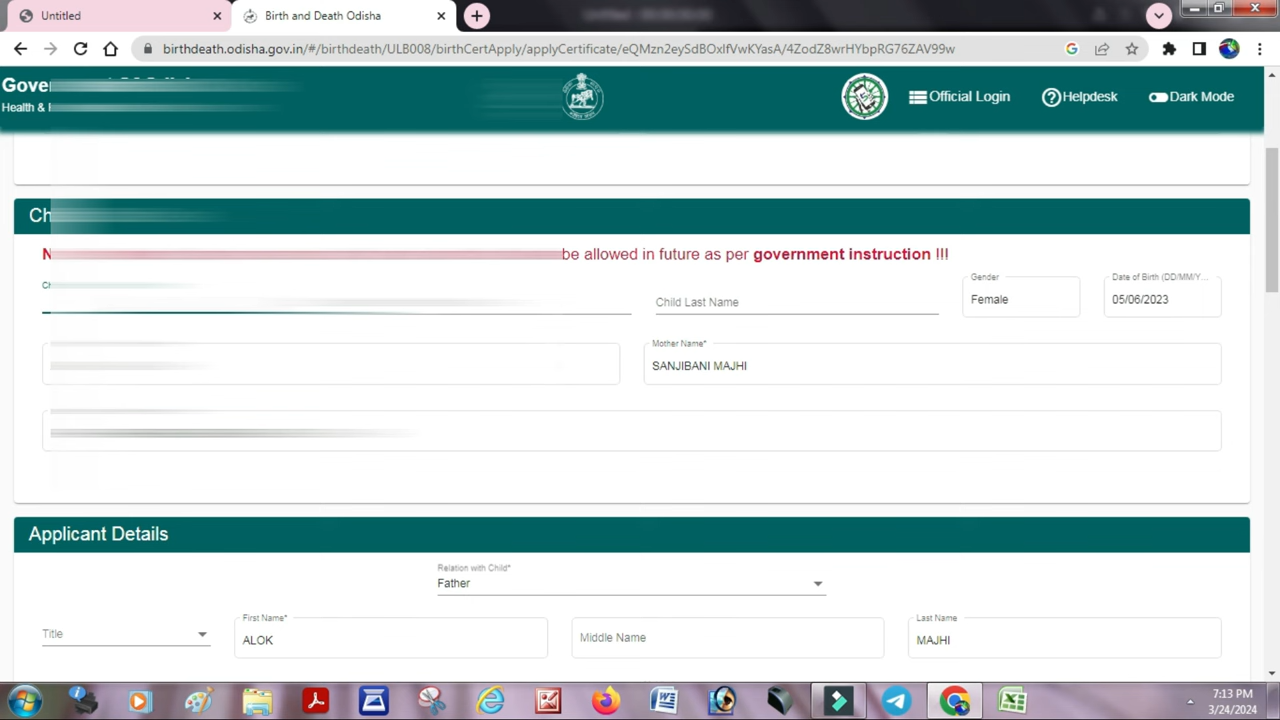 Untitled
Birth and Death Odisha
birthdeath.odisha.gov.in/#/birthdeath/ULB008/birthCertApply/applyCertificate/eQMzn2eySdBOxIfVwKYasA/4ZodZ8wrHYbpRG76ZAV99w
Health &
Official Login
Helpdesk
Dark Mode
be allowed in future as per government instruction !!!
Child Last Name
Gender
Female
Date of Birth (DD/MM/Y...
05/06/2023
Mother Name*
SANJIBANI MAJHI
Applicant Details
Relation with Child*
Father
Title
First Name*
ALOK
Middle Name
Last Name
MAJHI
7:13 PM
3/24/2024